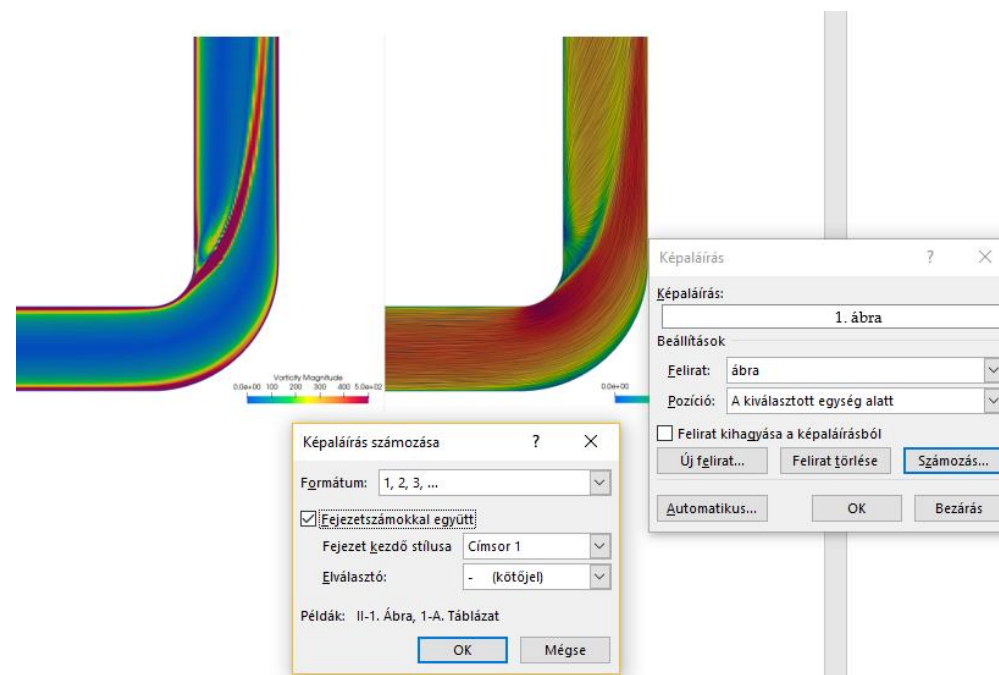 Vorticity Magnitude
0.0e+00 100 200 300 400 5.0e+02
0.0e+00
Képaláírás ?
Képaláírás:
1. ábra
Beállítások
Felirat: ábra
Pozíció: A kiválasztott egység alatt
Felirat kihagyása a képaláírásból
Új felirat... Felirat törlése Számozás...
Automatikus... OK Bezárás
Képaláírás számozása ?
Formátum: 1, 2, 3, ...
Fejezetszámokkal együtt
Fejezet kezdő stílusa Címsor 1
Elválasztó: - (kötőjel)
Példák: II-1. Ábra, 1-A. Táblázat
OK Mégse